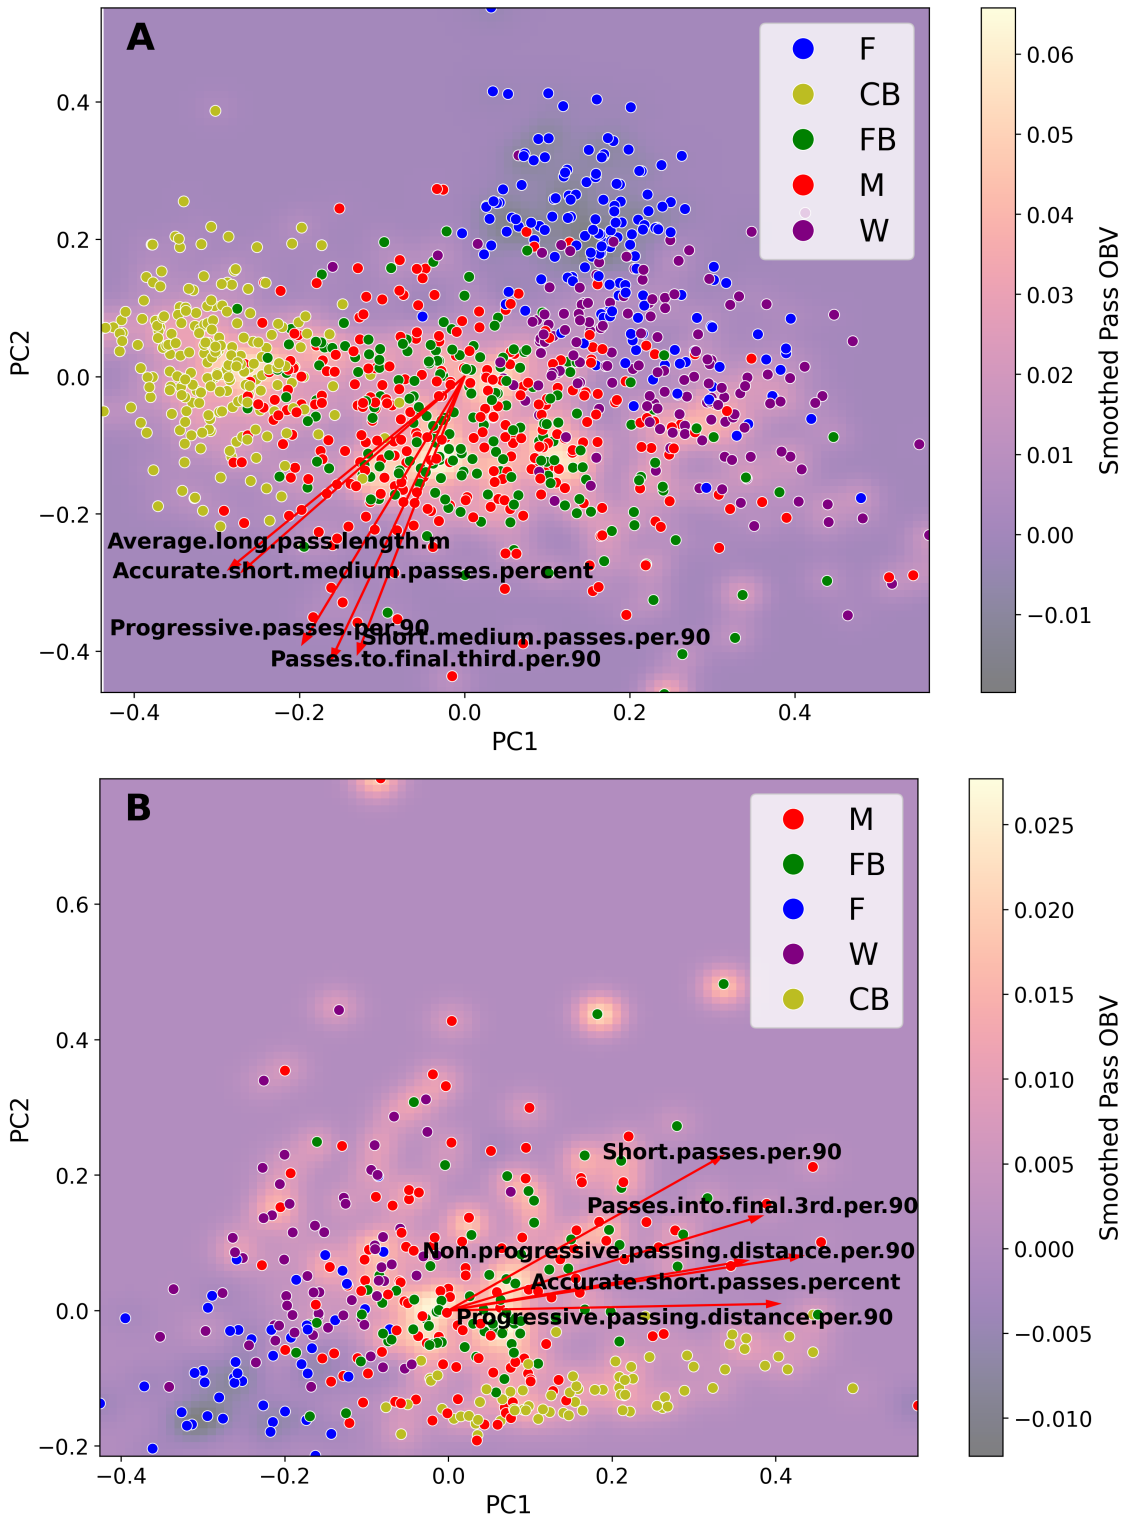 A
F
CB
FB
M
W
0.4
0.2
0.0
−0.2
−0.4
PC2
Average.long.pass.length.m
Accurate.short.medium.passes.percent
Progressive.passes.per.90
Short.medium.passes.per.90
Passes.to.final.third.per.90
−0.4
−0.2
0.0
0.2
0.4
PC1
0.06
0.05
0.04
0.03
0.02
0.01
0.00
−0.01
Smoothed Pass OBV
B
M
FB
F
W
CB
0.6
0.4
0.2
0.0
−0.2
PC2
Short.passes.per.90
Passes.into.final.3rd.per.90
Non.progressive.passing.distance.per.90
Accurate.short.passes.percent
Progressive.passing.distance.per.90
−0.4
−0.2
0.0
0.2
0.4
PC1
0.025
0.020
0.015
0.010
0.005
0.000
−0.005
−0.010
Smoothed Pass OBV